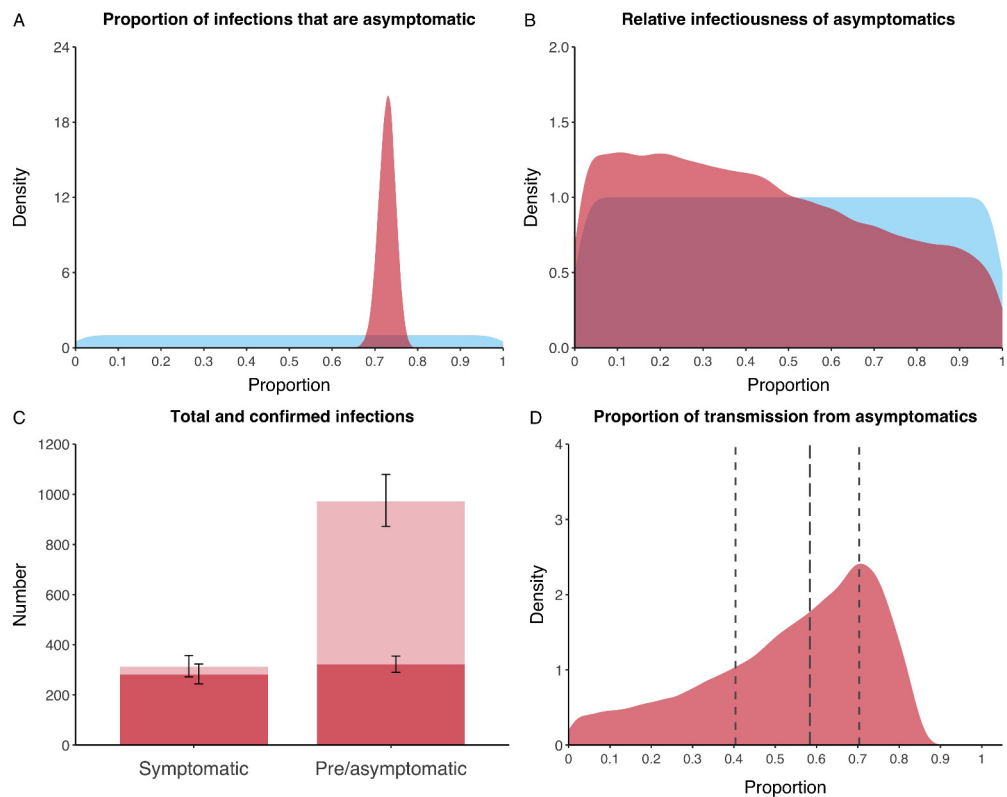 A Proportion of infections that are asymptomatic
24
18
12
6
0
Density
0 0.1 0.2 0.3 0.4 0.5 0.6 0.7 0.8 0.9 1
Proportion
B Relative infectiousness of asymptomatics
2.0
1.5
1.0
0.5
0.0
Density
0 0.1 0.2 0.3 0.4 0.5 0.6 0.7 0.8 0.9 1
Proportion
C Total and confirmed infections
1200
1000
800
600
400
200
0
Number
Symptomatic Pre/asymptomatic
D Proportion of transmission from asymptomatics
4
3
2
1
0
Density
0 0.1 0.2 0.3 0.4 0.5 0.6 0.7 0.8 0.9 1
Proportion